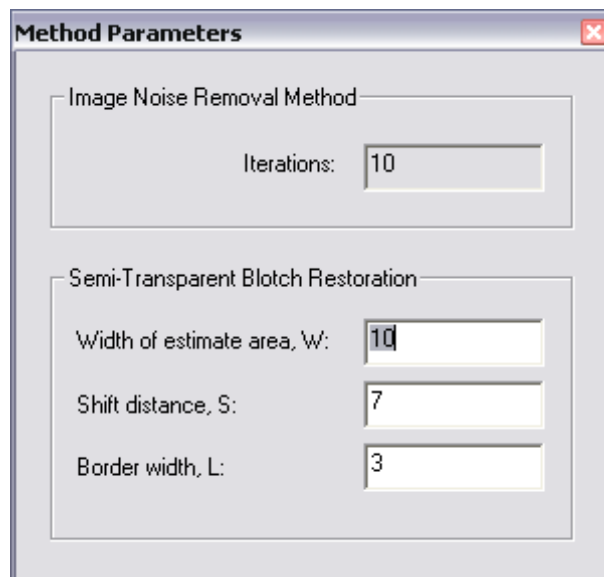 Method Parameters
Image Noise Removal Method
Iterations: 10
Semi-Transparent Blotch Restoration
Width of estimate area, W: 10
Shift distance, S: 7
Border width, L: 3